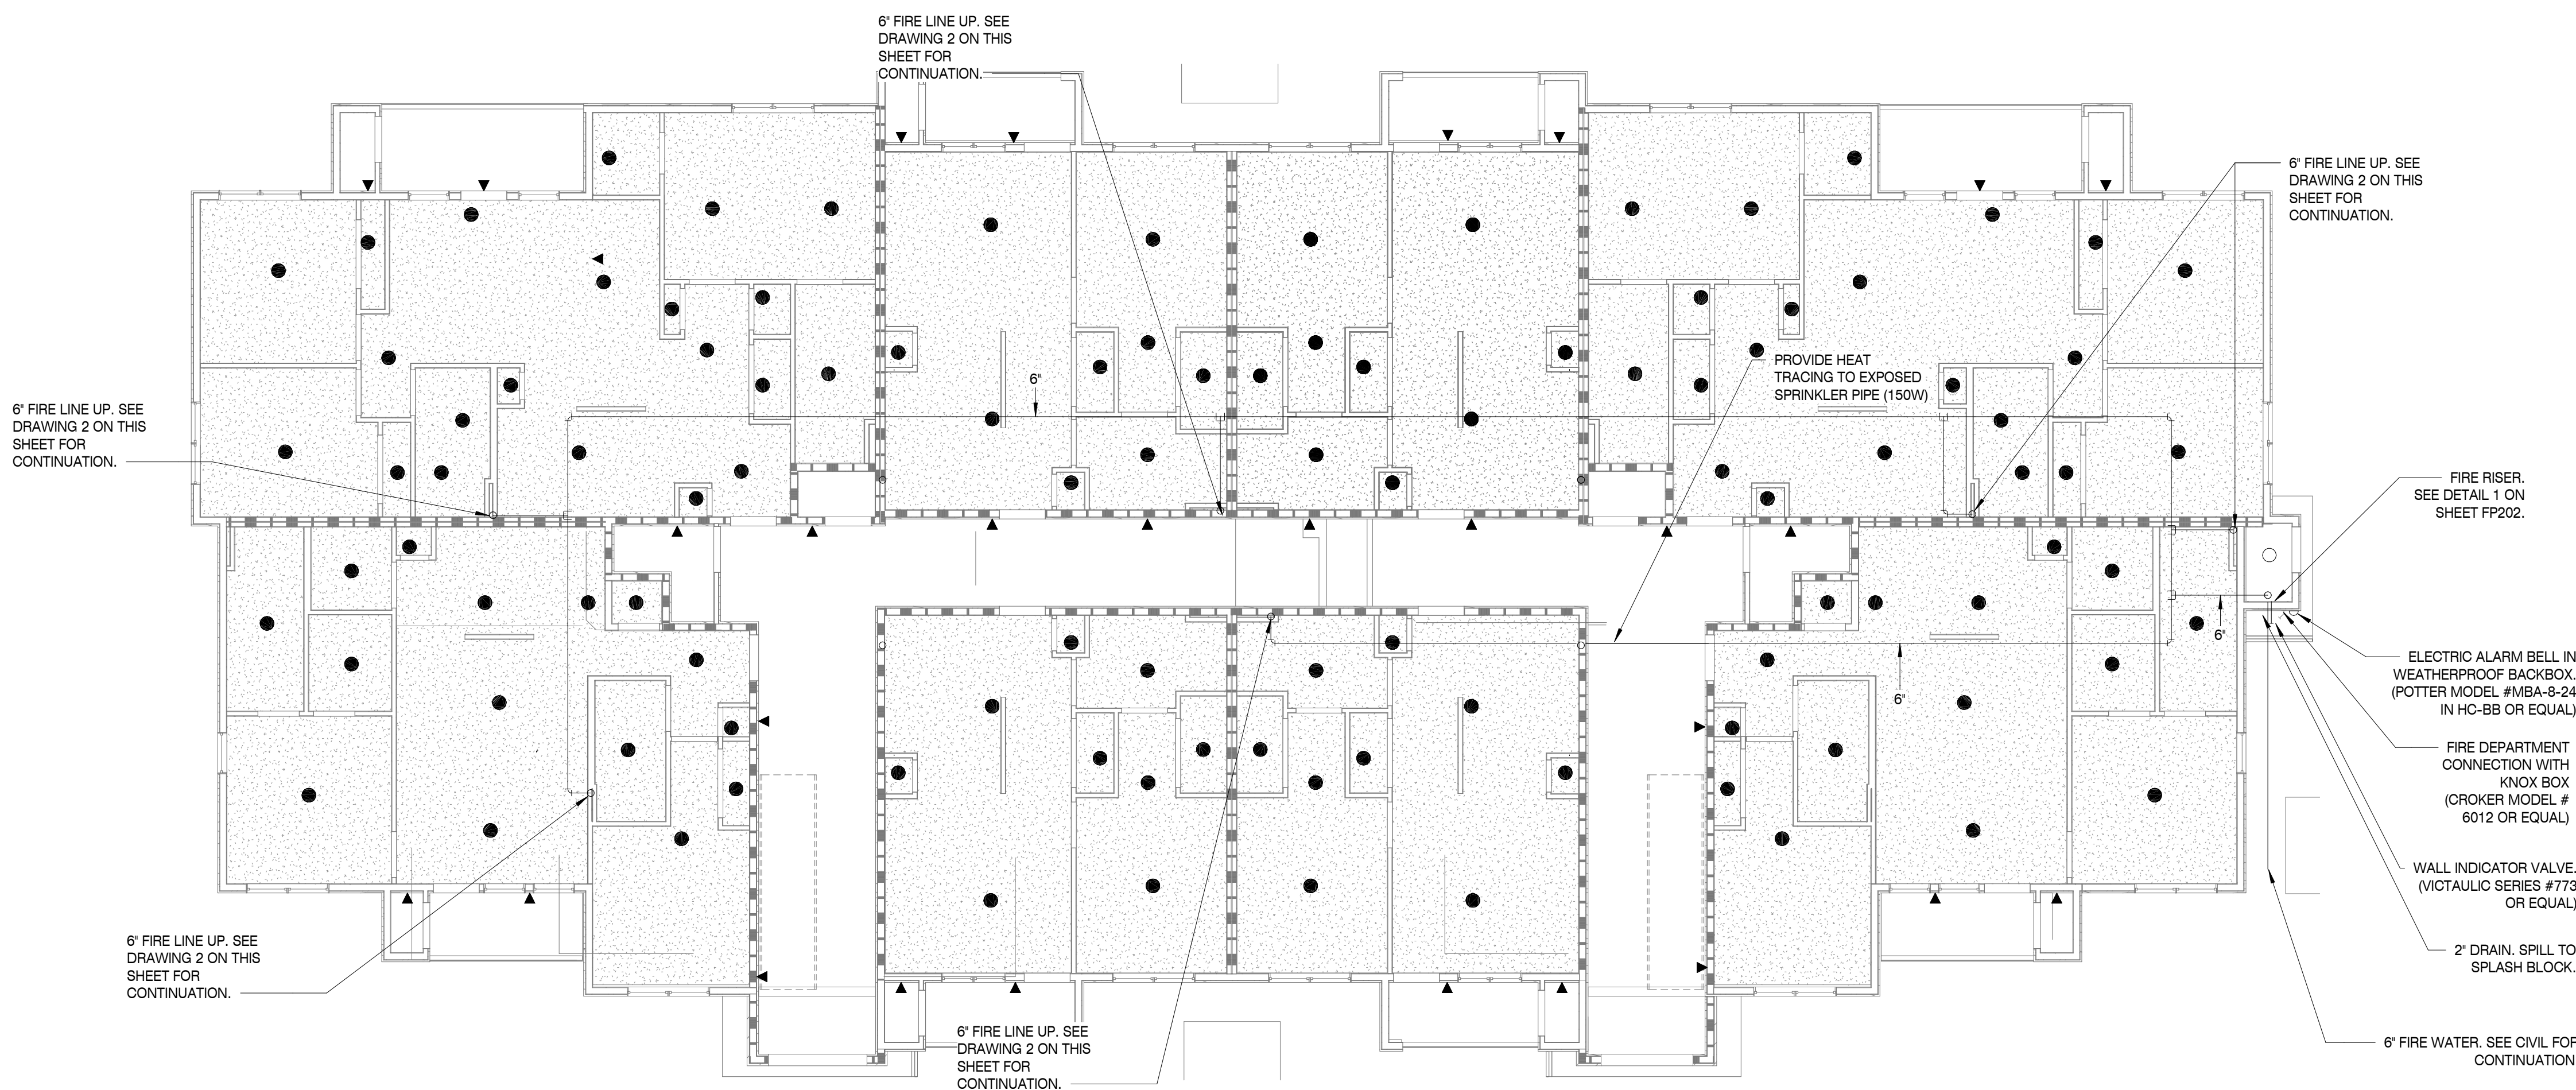 6" FIRE LINE UP. SEE
DRAWING 2 ON THIS
SHEET FOR
CONTINUATION.
6" FIRE LINE UP. SEE
DRAWING 2 ON THIS
SHEET FOR
CONTINUATION.
PROVIDE HEAT
TRACING TO EXPOSED
SPRINKLER PIPE (150W)
6"
6" FIRE LINE UP. SEE
DRAWING 2 ON THIS
SHEET FOR
CONTINUATION.
FIRE RISER.
SEE DETAIL 1 ON
SHEET FP202.
6"
6"
ELECTRIC ALARM BELL IN
WEATHERPROOF BACKBOX.
(POTTER MODEL #MBA-8-24
IN HC-BB OR EQUAL)
FIRE DEPARTMENT
CONNECTION WITH
KNOX BOX
(CROKER MODEL #
6012 OR EQUAL)
WALL INDICATOR VALVE.
(VICTAULIC SERIES #773
OR EQUAL)
6" FIRE LINE UP. SEE
DRAWING 2 ON THIS
SHEET FOR
CONTINUATION.
2" DRAIN. SPILL TO
SPLASH BLOCK.
6" FIRE LINE UP. SEE
DRAWING 2 ON THIS
SHEET FOR
CONTINUATION.
6" FIRE WATER. SEE CIVIL FOR
CONTINUATION